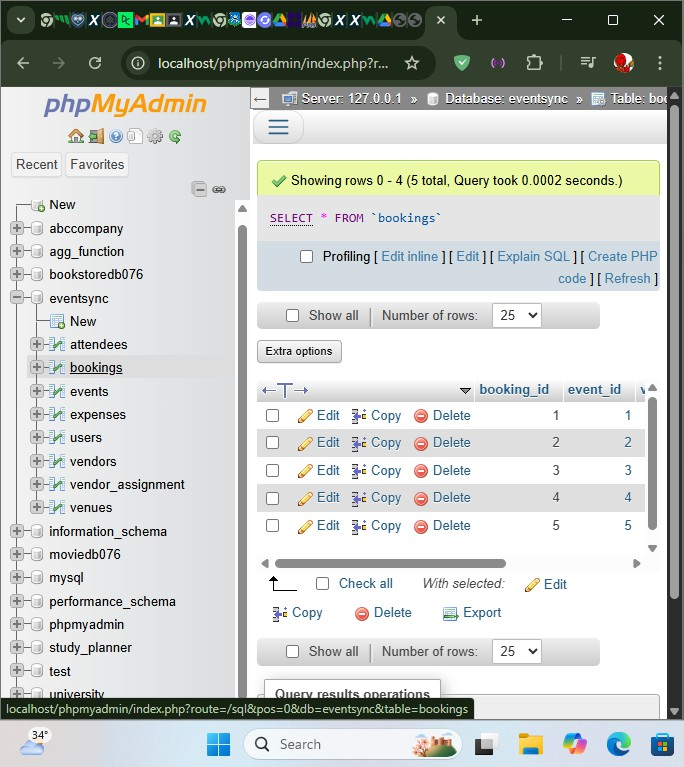 localhost/phpmyadmin/index.php?r...
phpMyAdmin
Server: 127.0.0.1 » Database: eventsync » Table: boo
Recent Favorites
Showing rows 0 - 4 (5 total, Query took 0.0002 seconds.)
SELECT * FROM `bookings`
Profiling [ Edit inline ] [ Edit ] [ Explain SQL ] [ Create PHP
code ] [ Refresh ]
Show all Number of rows: 25
Extra options
New
abccompany
agg_function
bookstoredb076
eventsync
New
attendees
bookings
events
expenses
users
vendors
vendor_assignment
venues
information_schema
moviedb076
mysql
performance_schema
phpmyadmin
study_planner
test
university
booking_id event_id v
Edit Copy Delete 1 1
Edit Copy Delete 2 2
Edit Copy Delete 3 3
Edit Copy Delete 4 4
Edit Copy Delete 5 5
Check all With selected: Edit
Copy Delete Export
Show all Number of rows: 25
Query results operations
localhost/phpmyadmin/index.php?route=/sql&pos=0&db=eventsync&table=bookings
34°
Search